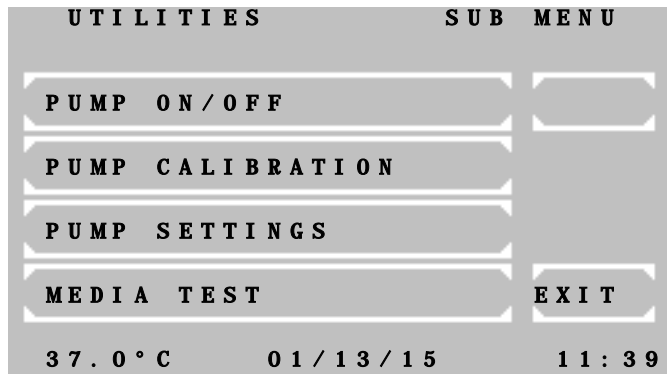 UTILITIES SUB MENU
PUMP ON/OFF
PUMP CALIBRATION
PUMP SETTINGS
MEDIA TEST EXIT
37.0°C 01/13/15 11:39